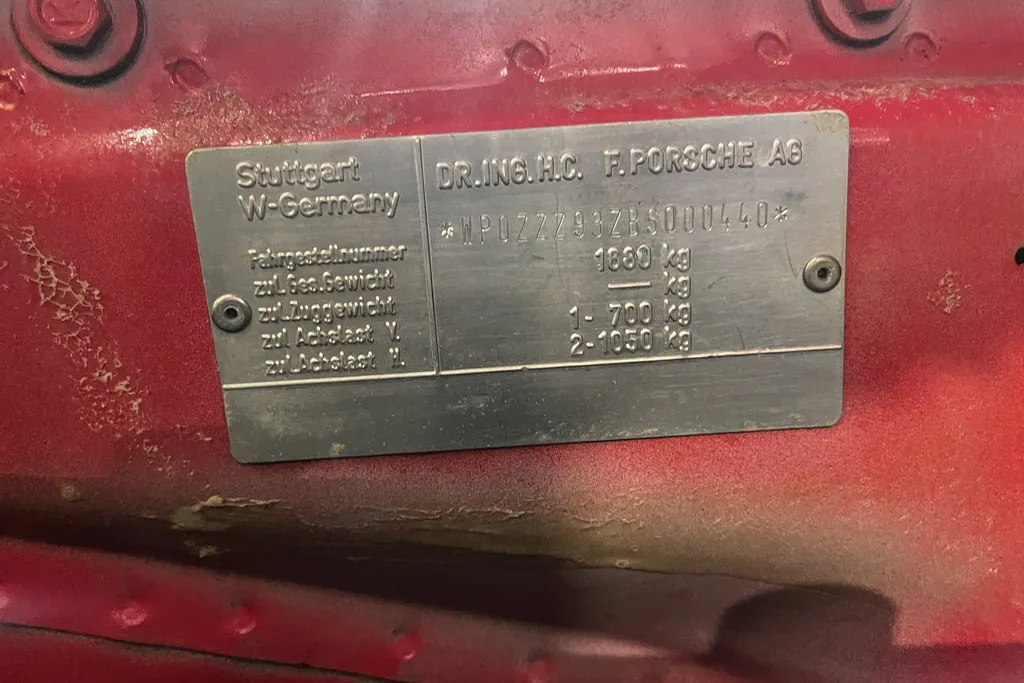 Stuttgart
W-Germany
DR.ING.H.C. F.PORSCHE AG
Fahrgestellnummer *WP0ZZZ93ZBS000440*
zul.Ges.Gewicht 1680 kg
zul.Zuggewicht — kg
zul Achslast V. 1- 700 kg
zul.Achslast H. 2-1050 kg